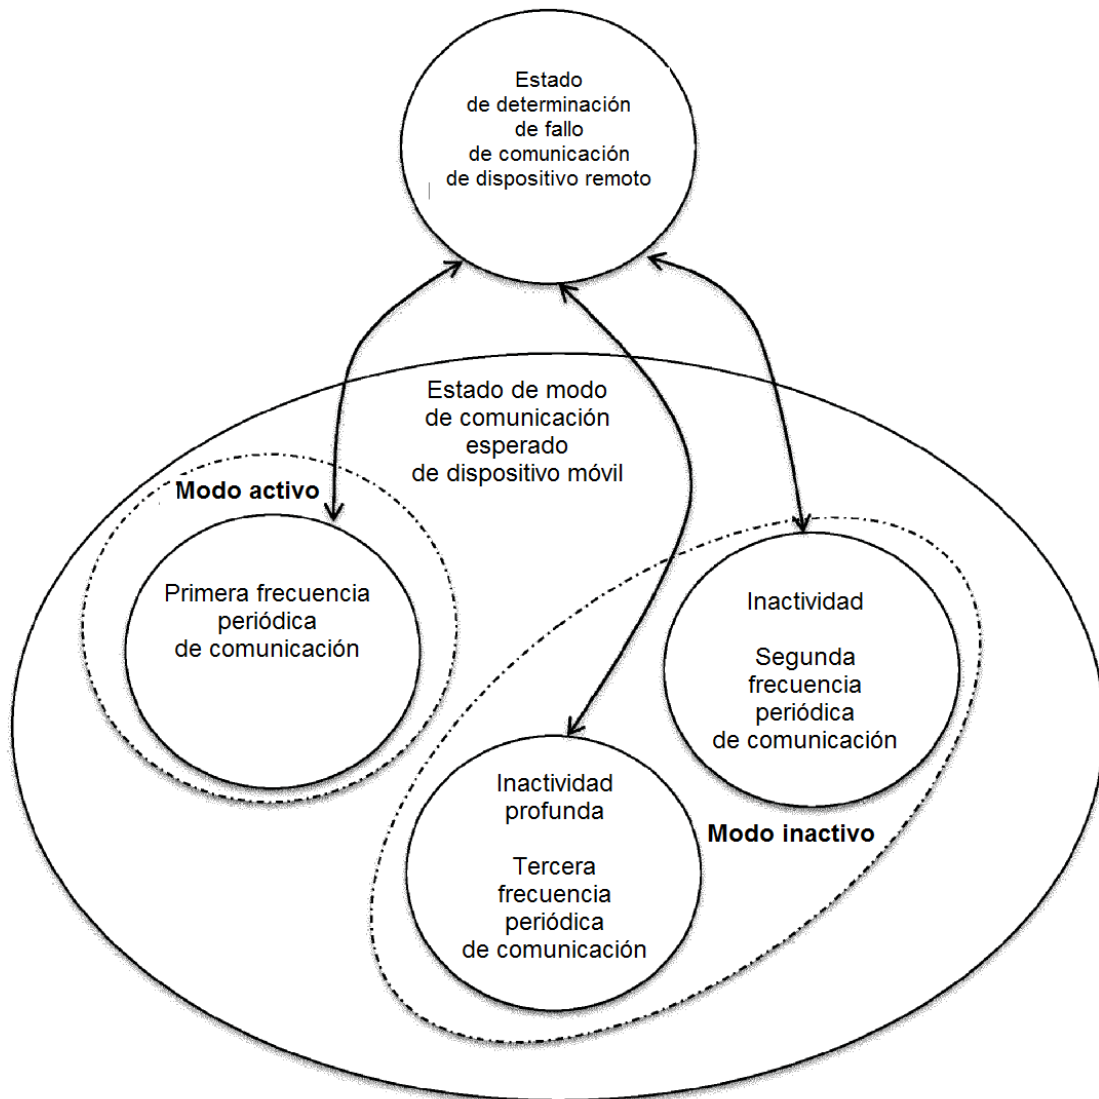 Estado
de determinación
de fallo
de comunicación
de dispositivo remoto
Estado de modo
de comunicación
esperado
de dispositivo móvil
Modo activo
Primera frecuencia
periódica
de comunicación
Inactividad
Segunda
frecuencia
periódica
de comunicación
Modo inactivo
Inactividad
profunda
Tercera
frecuencia
periódica
de comunicación